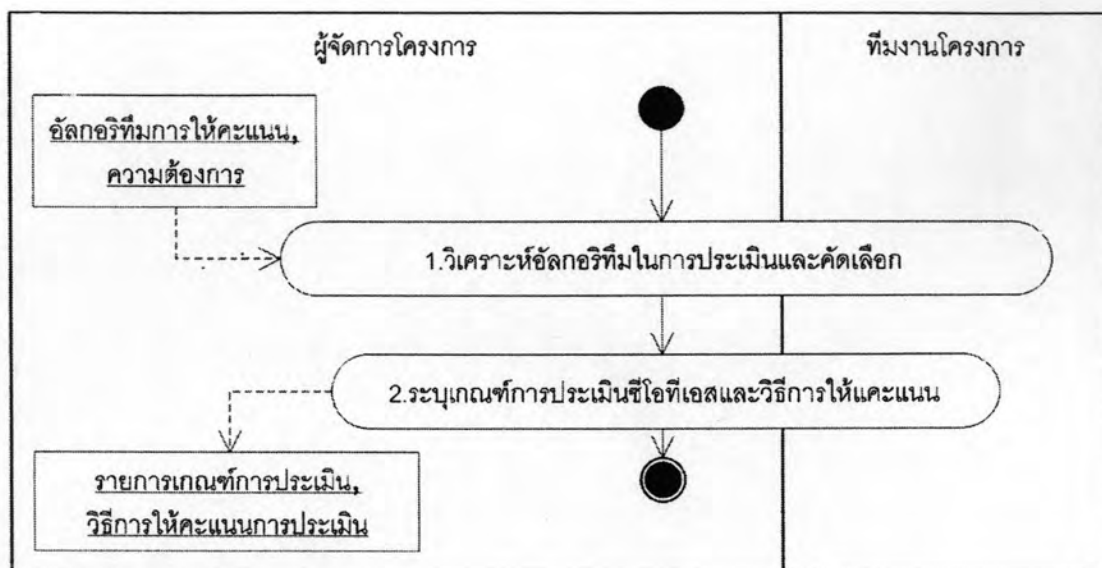 ผู้จัดการโครงการ
ทีมงานโครงการ
อัลกอริทึมการให้คะแนน,
ความต้องการ
1.วิเคราะห์อัลกอริทึมในการประเมินและคัดเลือก
2.ระบุเกณฑ์การประเมินซีโอทีเอสและวิธีการให้แคะแนน
รายการเกณฑ์การประเมิน,
วิธีการให้คะแนนการประเมิน